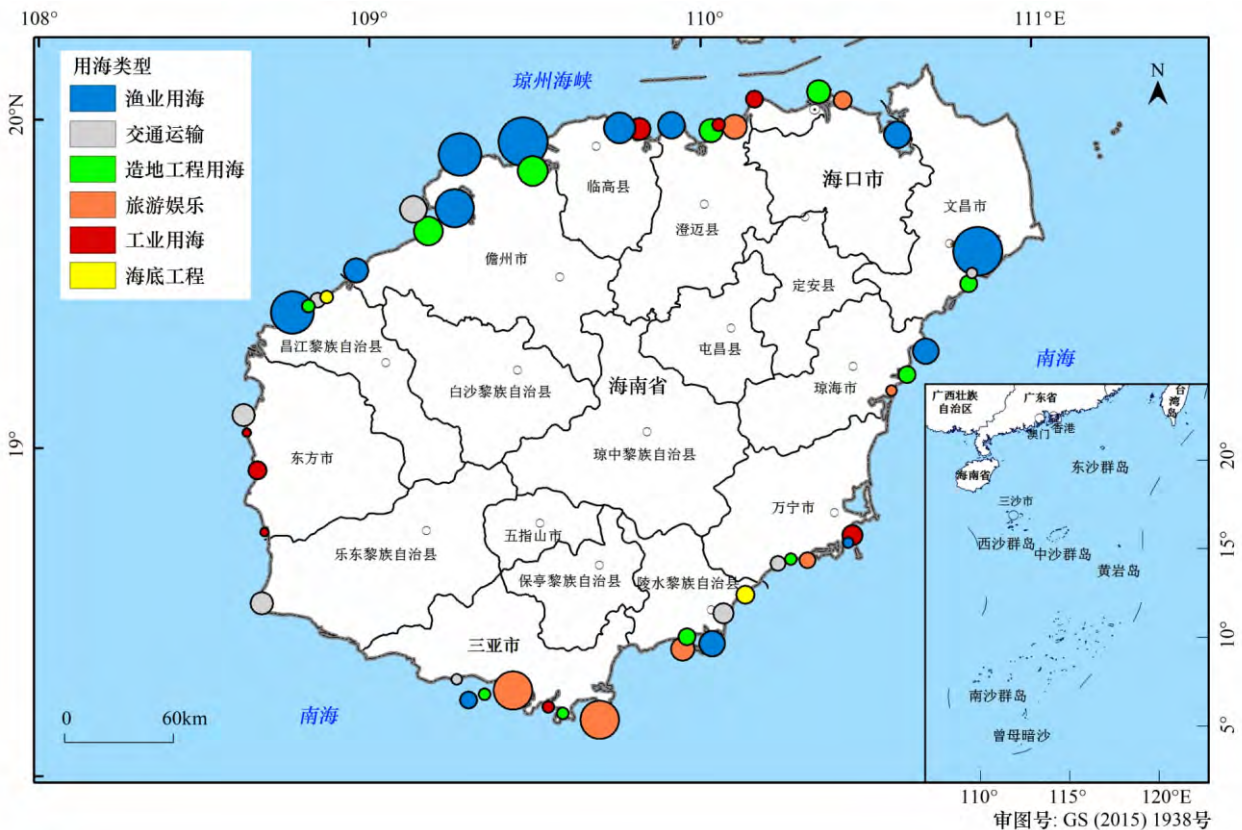 108°
109°
110°
111°E
用海类型
渔业用海
交通运输
造地工程用海
旅游娱乐
工业用海
海底工程
琼州海峡
N
20°N
19°
临高县
海口市
文昌市
澄迈县
儋州市
定安县
昌江黎族自治县
屯昌县
白沙黎族自治县
海南省
琼海市
南海
东方市
琼中黎族自治县
万宁市
五指山市
乐东黎族自治县
保亭黎族自治县
陵水黎族自治县
三亚市
南海
0
60km
广西壮族
自治区
广东省
台
湾
岛
澳门
香港
海南省
东沙群岛
三沙市
西沙群岛
中沙群岛
黄岩岛
南沙群岛
曾母暗沙
20°
15°
10°
5°
110°
115°
120°E
审图号: GS (2015) 1938号